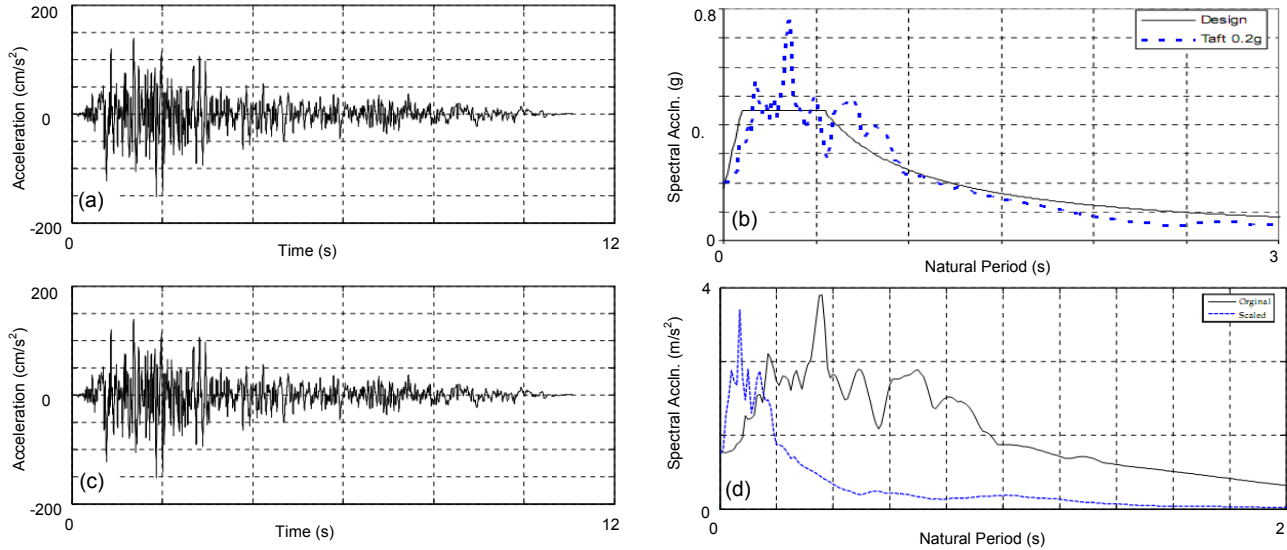 200
0
-200
Acceleration (cm/s²)
(a)
0
12
Time (s)
0.8
0.
0
Spectral Accln. (g)
Design
Taft 0.2g
(b)
0
3
Natural Period (s)
200
0
-200
Acceleration (cm/s²)
(c)
0
12
Time (s)
4
0
Spectral Accln. (m/s²)
Orginal
Scaled
(d)
0
2
Natural Period (s)